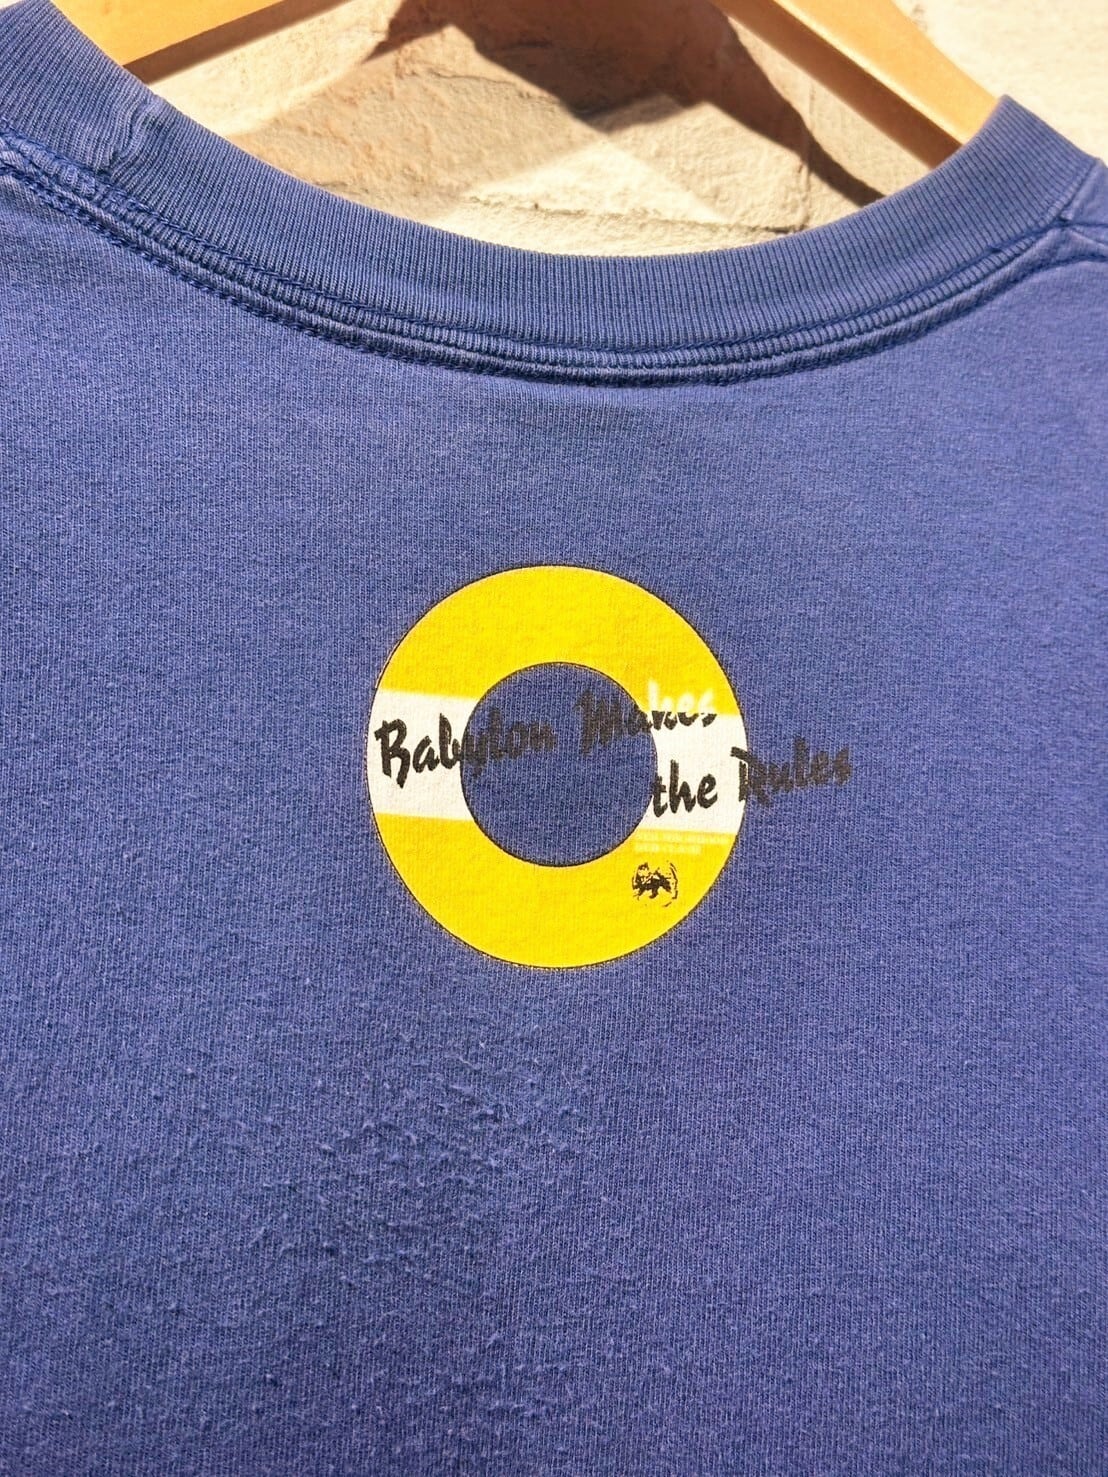 Babylon Makes
the Rules